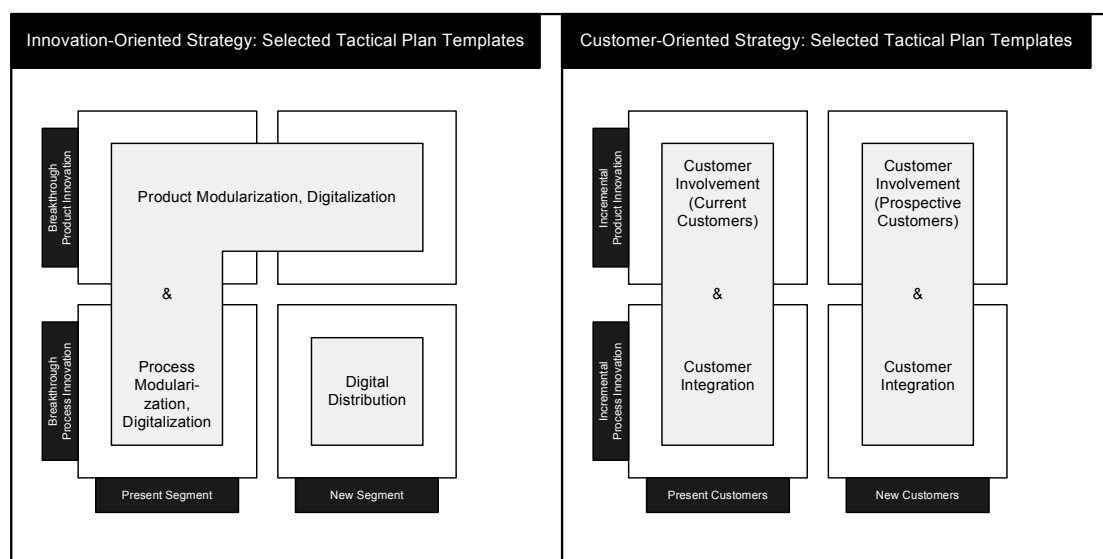 Innovation-Oriented Strategy: Selected Tactical Plan Templates
Breakthrough
Product Innovation
Product Modularization, Digitalization
&
Breakthrough
Process Innovation
Process
Modulari-
zation,
Digitalization
Digital
Distribution
Present Segment
New Segment
Customer-Oriented Strategy: Selected Tactical Plan Templates
Incremental
Product Innovation
Customer
Involvement
(Current
Customers)
Customer
Involvement
(Prospective
Customers)
&
&
Incremental
Process Innovation
Customer
Integration
Customer
Integration
Present Customers
New Customers